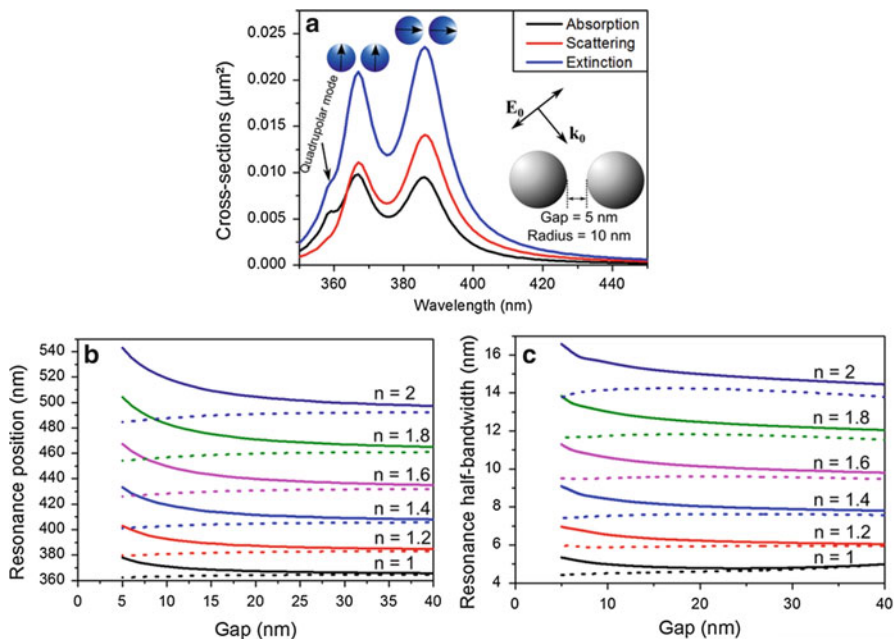 a
Absorption
Scattering
Extinction
Quadrupolar mode
E₀
k₀
Gap = 5 nm
Radius = 10 nm
Cross-sections (µm²)
0.025
0.020
0.015
0.010
0.005
0.000
360 380 400 420 440
Wavelength (nm)
b
Resonance position (nm)
540
520
500
480
460
440
420
400
380
360
n = 2
n = 1.8
n = 1.6
n = 1.4
n = 1.2
n = 1
0 5 10 15 20 25 30 35 40
Gap (nm)
c
Resonance half-bandwidth (nm)
16
14
12
10
8
6
4
n = 2
n = 1.8
n = 1.6
n = 1.4
n = 1.2
n = 1
0 10 20 30 40
Gap (nm)